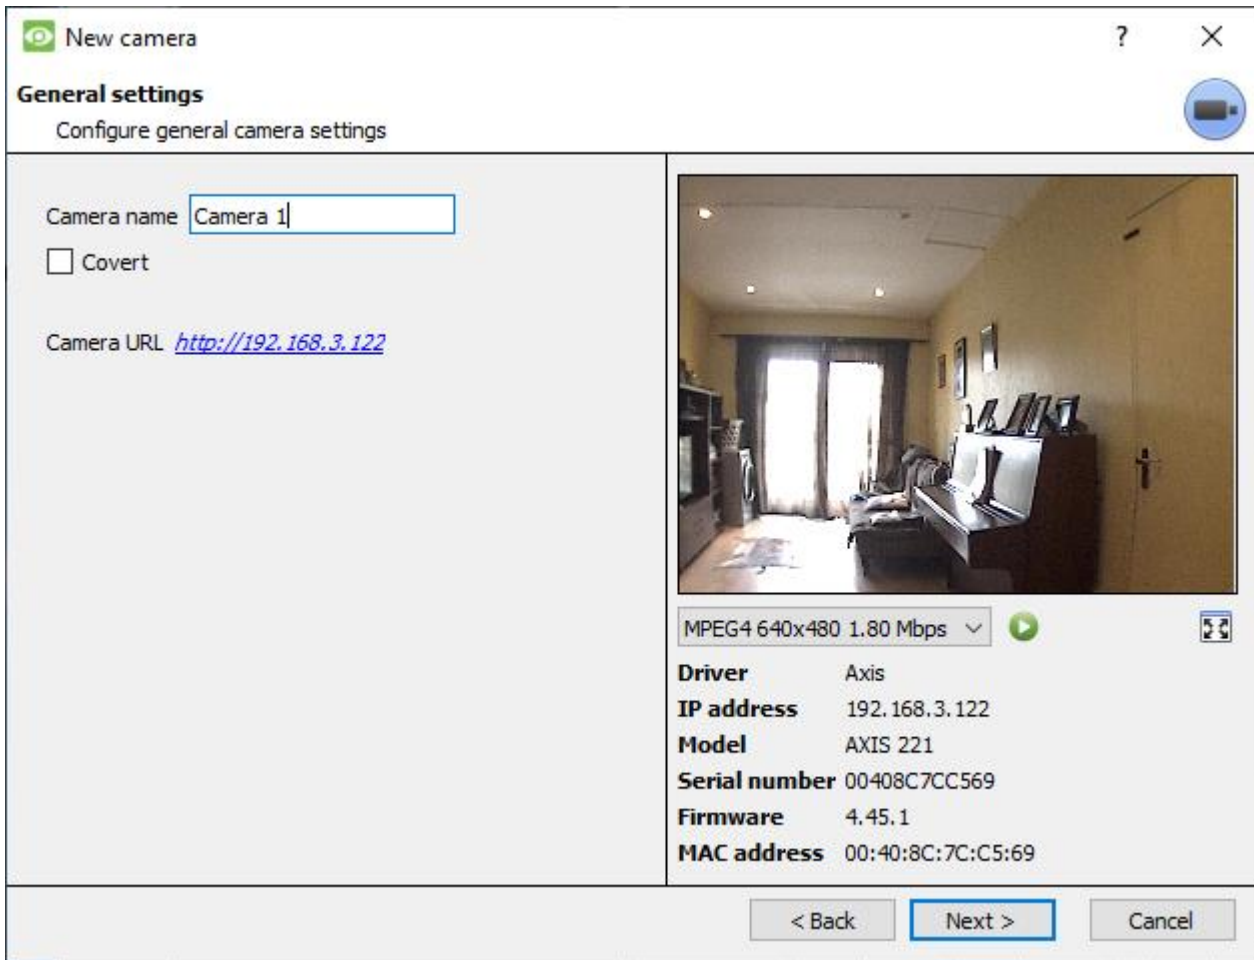 New camera
?
General settings
Configure general camera settings
Camera name Camera 1
Covert
Camera URL http://192.168.3.122
MPEG4 640x480 1.80 Mbps
Driver Axis
IP address 192.168.3.122
Model AXIS 221
Serial number 00408C7CC569
Firmware 4.45.1
MAC address 00:40:8C:7C:C5:69
< Back Next > Cancel